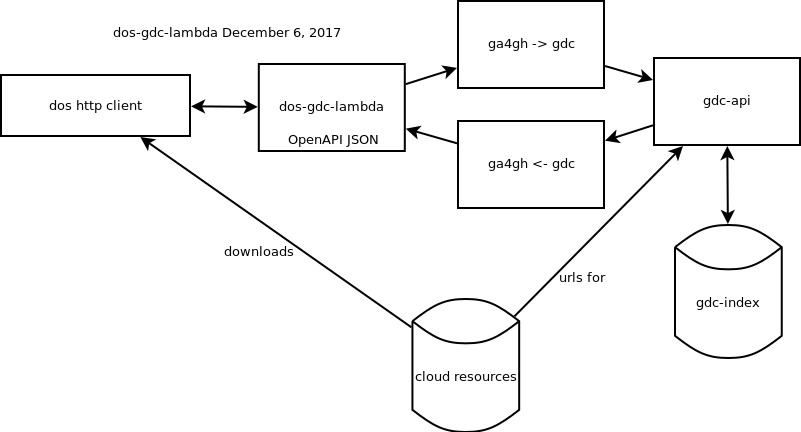 dos-gdc-lambda December 6, 2017
ga4gh -> gdc
dos http client
dos-gdc-lambda
OpenAPI JSON
gdc-api
ga4gh <- gdc
downloads
urls for
gdc-index
cloud resources